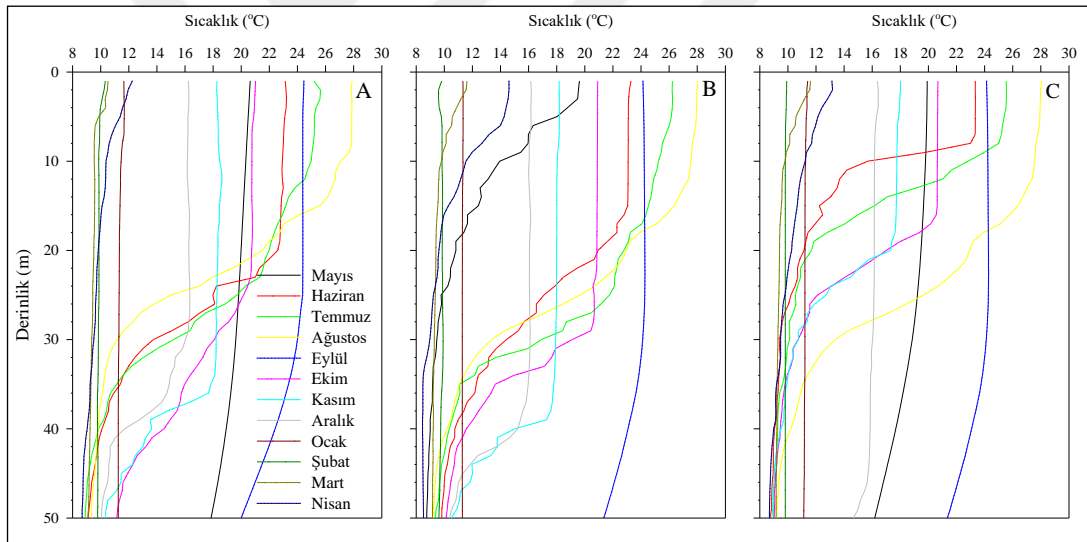 Sıcaklık (°C) Sıcaklık (°C) Sıcaklık (°C)
8 10 12 14 16 18 20 22 24 26 28 30 8 10 12 14 16 18 20 22 24 26 28 30 8 10 12 14 16 18 20 22 24 26 28 30
A B C
Derinlik (m)
0
10
20
30
40
50
Mayıs
Haziran
Temmuz
Ağustos
Eylül
Ekim
Kasım
Aralık
Ocak
Şubat
Mart
Nisan